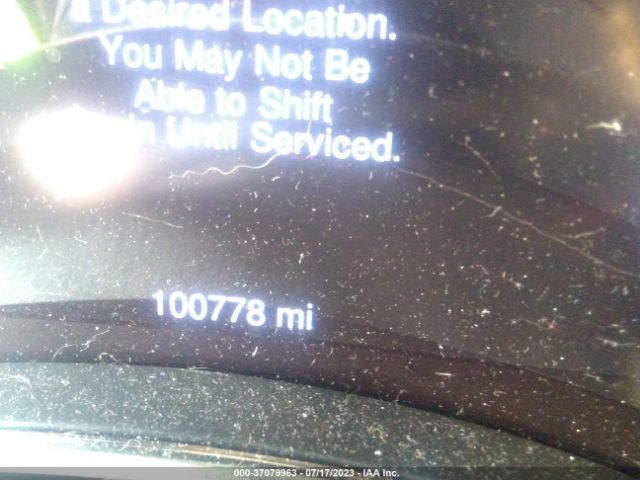 a Desired Location.
You May Not Be
Able to Shift
Until Serviced.
100778 mi
000-37079963 - 07/17/2023 - IAA Inc.